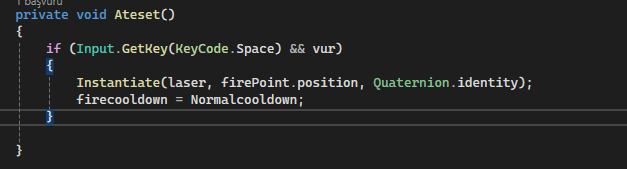 1 başvuru
private void Ateset()
{
if (Input.GetKey(KeyCode.Space) && vur)
{
Instantiate(laser, firePoint.position, Quaternion.identity);
firecooldown = Normalcooldown;
}
}